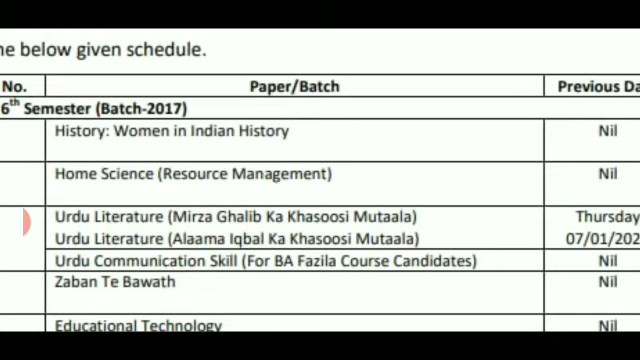 below given schedule.
No. Paper/Batch Previous
6th Semester (Batch-2017)
History: Women in Indian History Nil
Home Science (Resource Management) Nil
Urdu Literature (Mirza Ghalib Ka Khasoosi Mutaala) Thursday
Urdu Literature (Alaama Iqbal Ka Khasoosi Mutaala) 07/01/202
Urdu Communication Skill (For BA Fazila Course Candidates) Nil
Zaban Te Bawath Nil
Educational Technology Nil